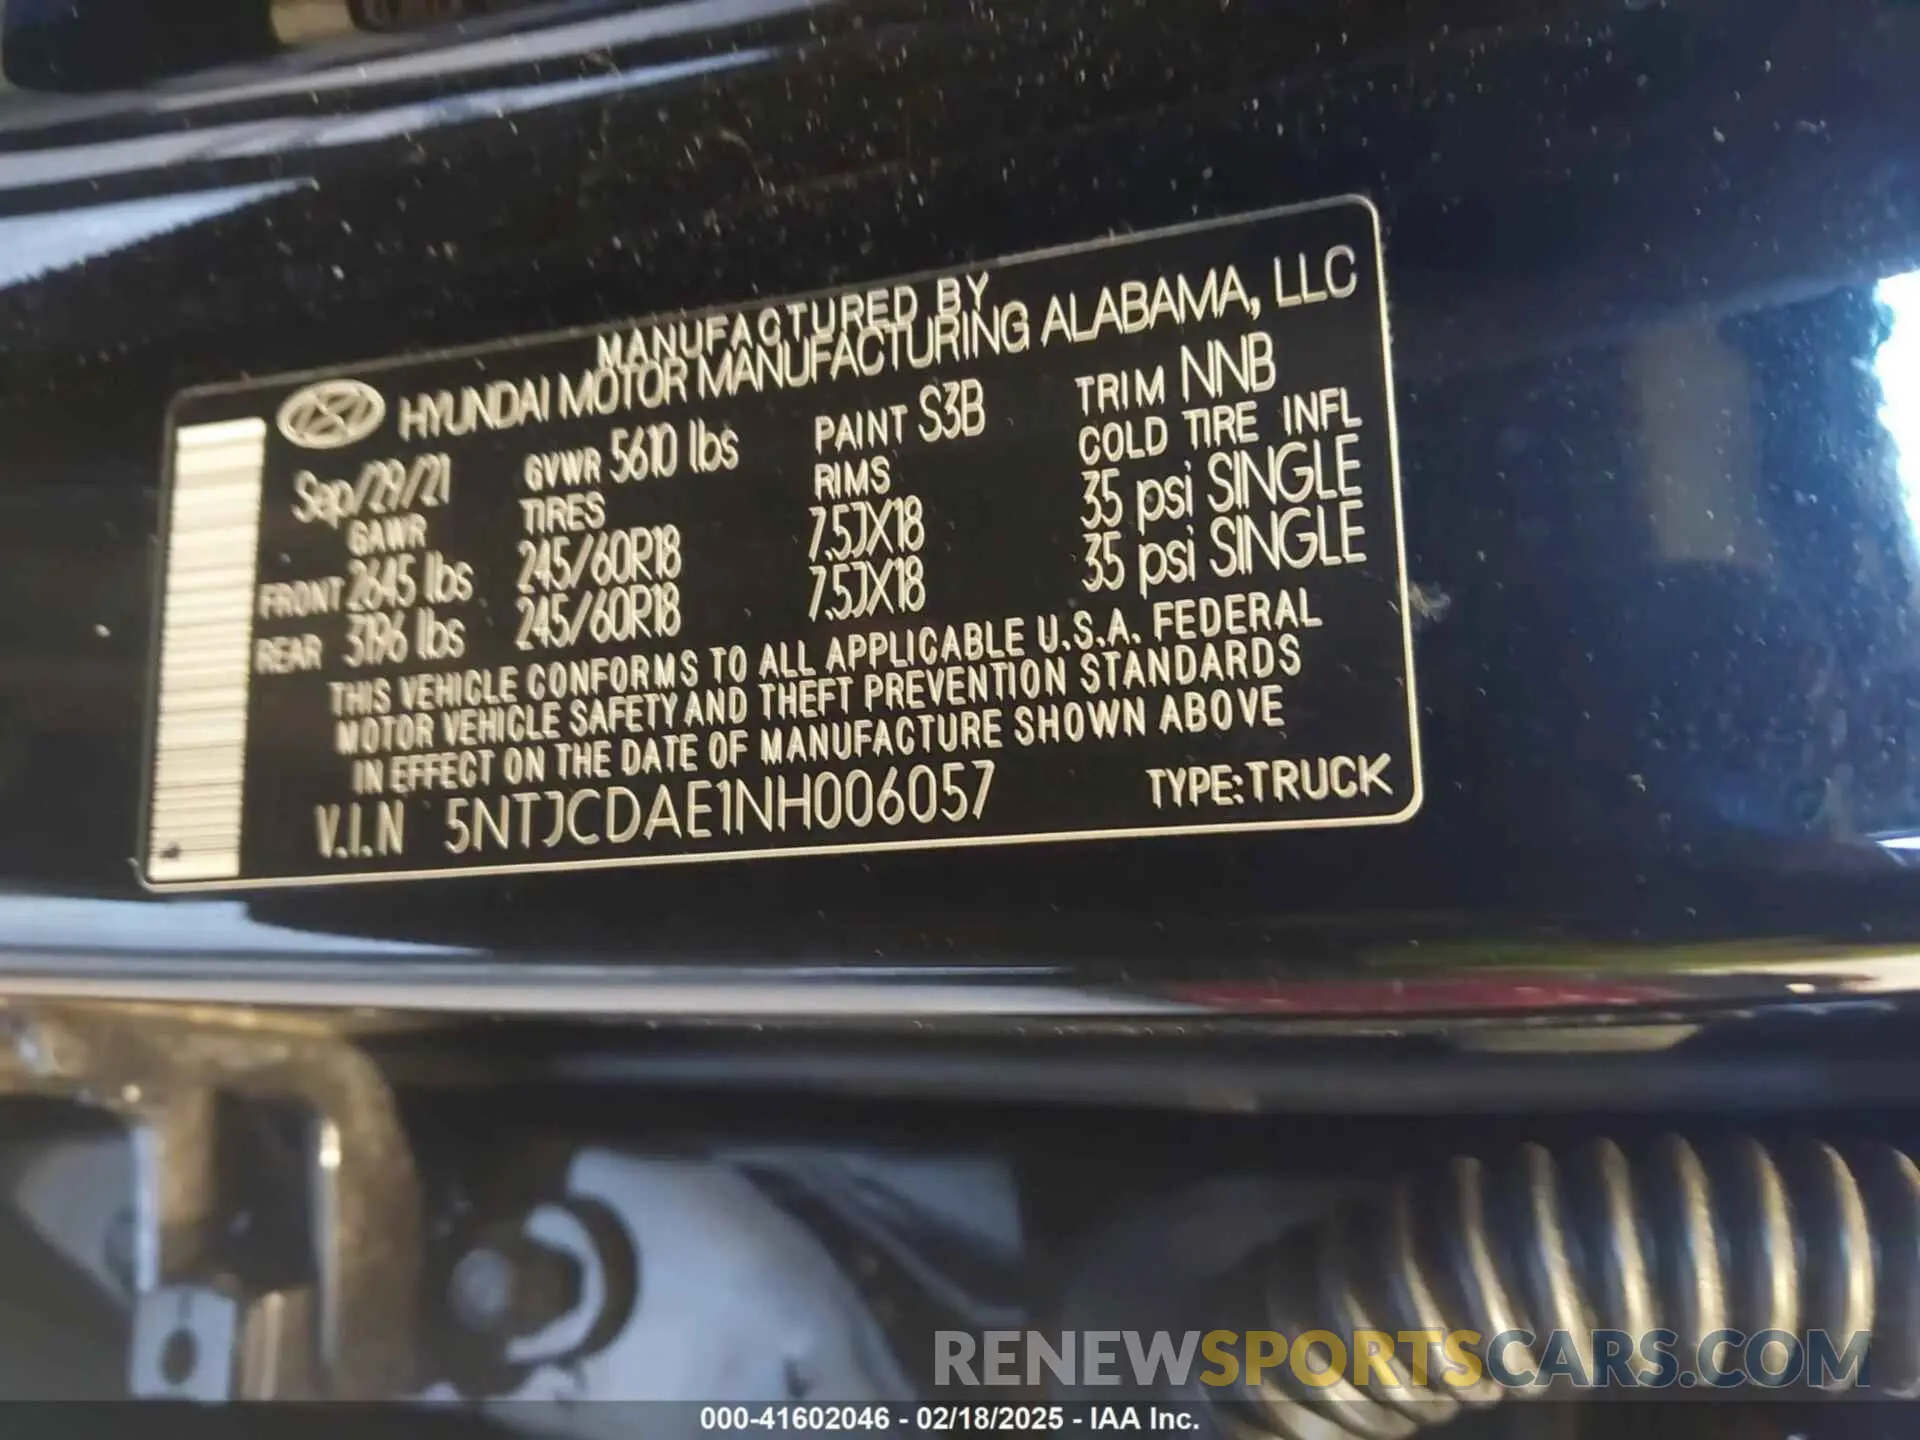 MANUFACTURED BY
HYUNDAI MOTOR MANUFACTURING ALABAMA, LLC
Sep/29/21 GVWR 5610 lbs PAINT S3B TRIM NNB
GAWR TIRES RIMS COLD TIRE INFL
FRONT 2645 lbs 245/60R18 7.5JX18 35 psi SINGLE
REAR 3196 lbs 245/60R18 7.5JX18 35 psi SINGLE
THIS VEHICLE CONFORMS TO ALL APPLICABLE U.S.A. FEDERAL
MOTOR VEHICLE SAFETY AND THEFT PREVENTION STANDARDS
IN EFFECT ON THE DATE OF MANUFACTURE SHOWN ABOVE
V.I.N 5NTJCDAE1NH006057 TYPE:TRUCK
RENEWSPORTSCARS.COM
000-41602046 - 02/18/2025 - IAA Inc.